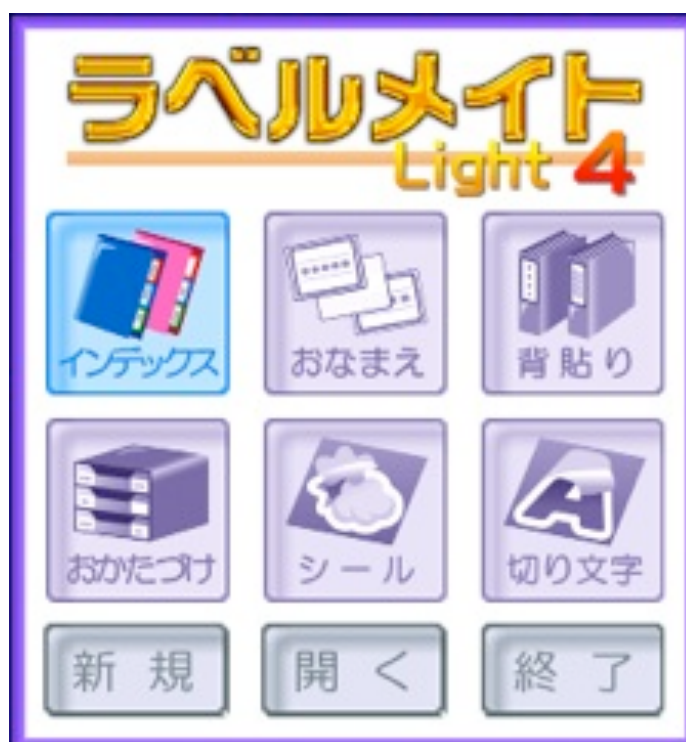 ラベルメイト
Light 4
インデックス
おなまえ
背貼り
おかたづけ
シール
切り文字
新規
開く
終了